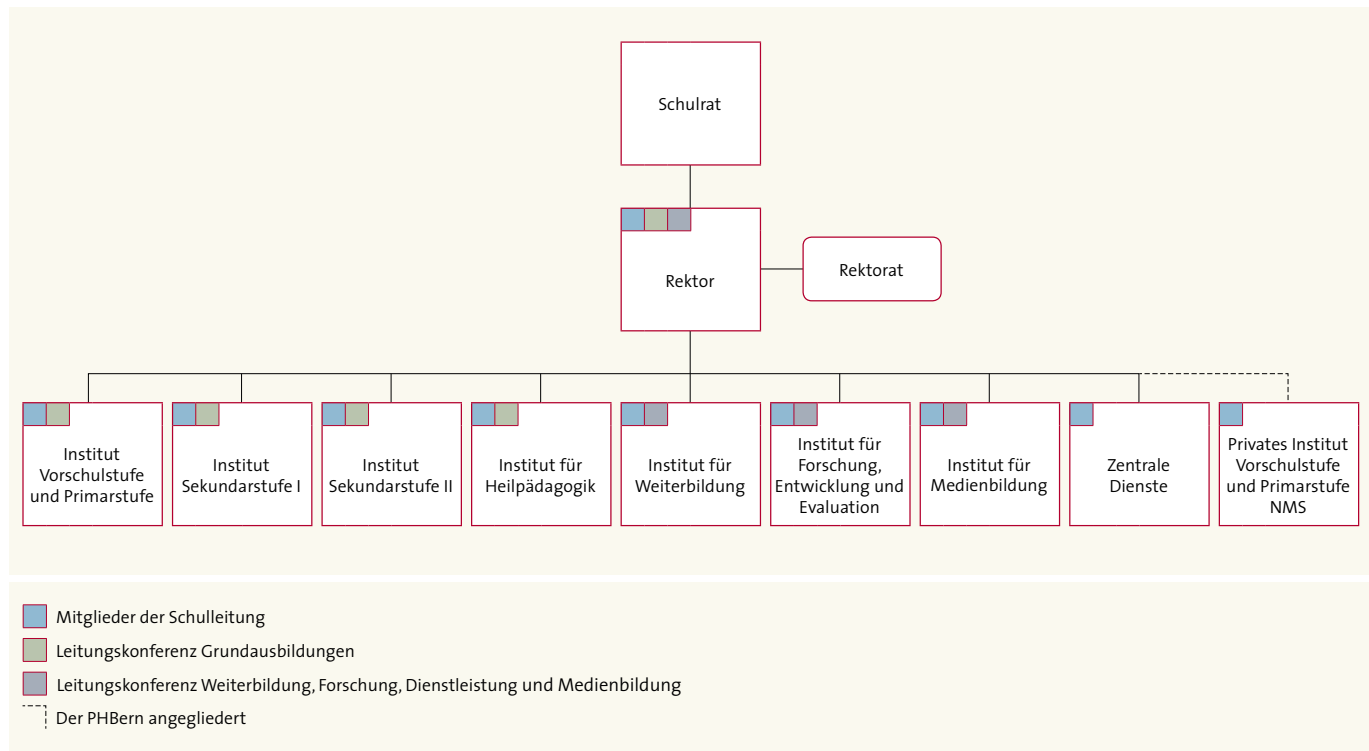 Schulrat
Rektor
Rektorat
Institut
Vorschulstufe
und Primarstufe
Institut
Sekundarstufe I
Institut
Sekundarstufe II
Institut für
Heilpädagogik
Institut für
Weiterbildung
Institut für
Forschung,
Entwicklung und
Evaluation
Institut für
Medienbildung
Zentrale
Dienste
Privates Institut
Vorschulstufe
und Primarstufe
NMS
Mitglieder der Schulleitung
Leitungskonferenz Grundausbildungen
Leitungskonferenz Weiterbildung, Forschung, Dienstleistung und Medienbildung
Der PHBern angegliedert